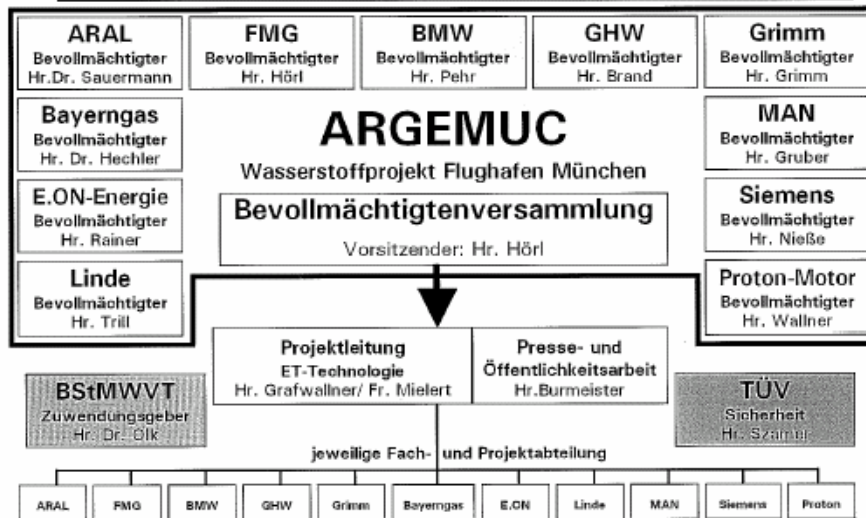 ARAL
Bevollmächtigter
Hr.Dr. Sauermann
FMG
Bevollmächtigter
Hr. Hörl
BMW
Bevollmächtigter
Hr. Pehr
GHW
Bevollmächtigter
Hr. Brand
Grimm
Bevollmächtigter
Hr. Grimm
Bayerngas
Bevollmächtigter
Hr. Dr. Hechler
ARGEMUC
Wasserstoffprojekt Flughafen München
MAN
Bevollmächtigter
Hr. Gruber
E.ON-Energie
Bevollmächtigter
Hr. Rainer
Bevollmächtigtenversammlung
Vorsitzender: Hr. Hörl
Siemens
Bevollmächtigter
Hr. Nieße
Linde
Bevollmächtigter
Hr. Trill
Proton-Motor
Bevollmächtigter
Hr. Wallner
Projektleitung
ET-Technologie
Hr. Grafwallner/ Fr. Mielert
Presse- und
Öffentlichkeitsarbeit
Hr.Burmeister
BStMWVT
Zuwendungsgeber
Hr. Dr. Olk
TÜV
Sicherheit
Hr. Szamer
jeweilige Fach- und Projektabteilung
ARAL
FMG
BMW
GHW
Grimm
Bayerngas
E.ON
Linde
MAN
Siemens
Proton